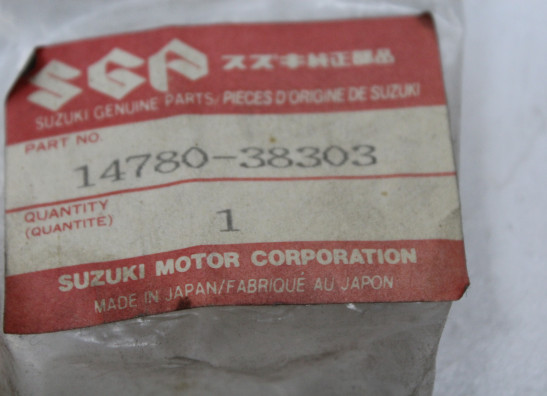 SGP スズキ純正部品
SUZUKI GENUINE PARTS/PIECES D'ORIGINE DE SUZUKI
PART NO.
14780-38303
QUANTITY
(QUANTITÉ)
1
SUZUKI MOTOR CORPORATION
MADE IN JAPAN/FABRIQUÉ AU JAPON